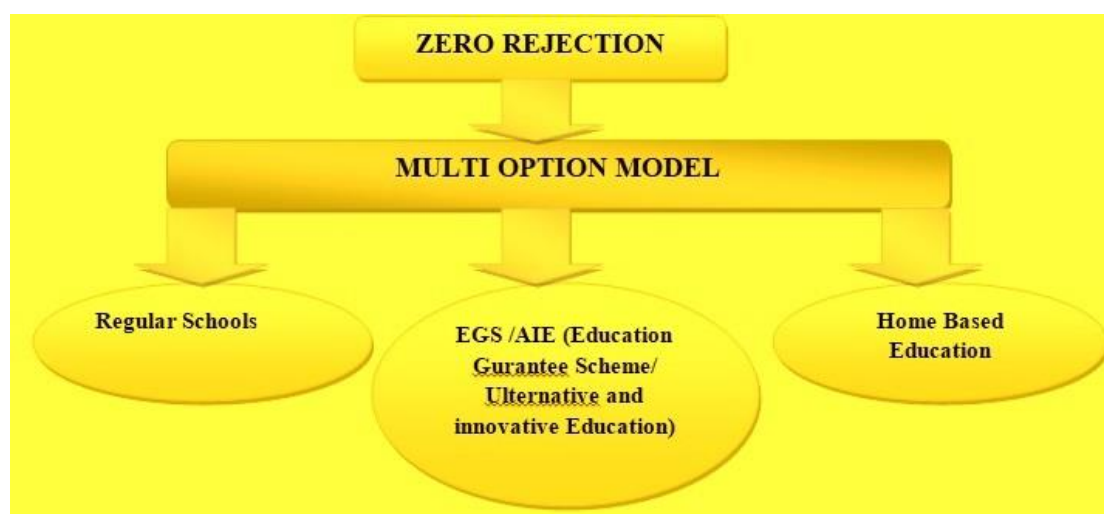 ZERO REJECTION
MULTI OPTION MODEL
Regular Schools
EGS /AIE (Education
Gurantee Scheme/
Ulternative and
innovative Education)
Home Based
Education